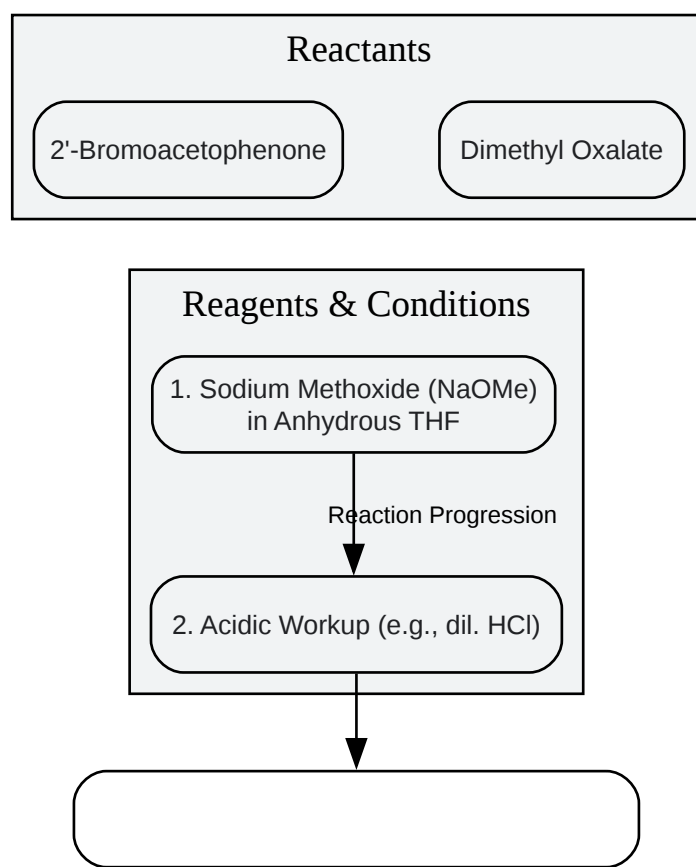 Reactants
2'-Bromoacetophenone
Dimethyl Oxalate
Reagents & Conditions
1. Sodium Methoxide (NaOMe)
in Anhydrous THF
Reaction Progression
2. Acidic Workup (e.g., dil. HCl)